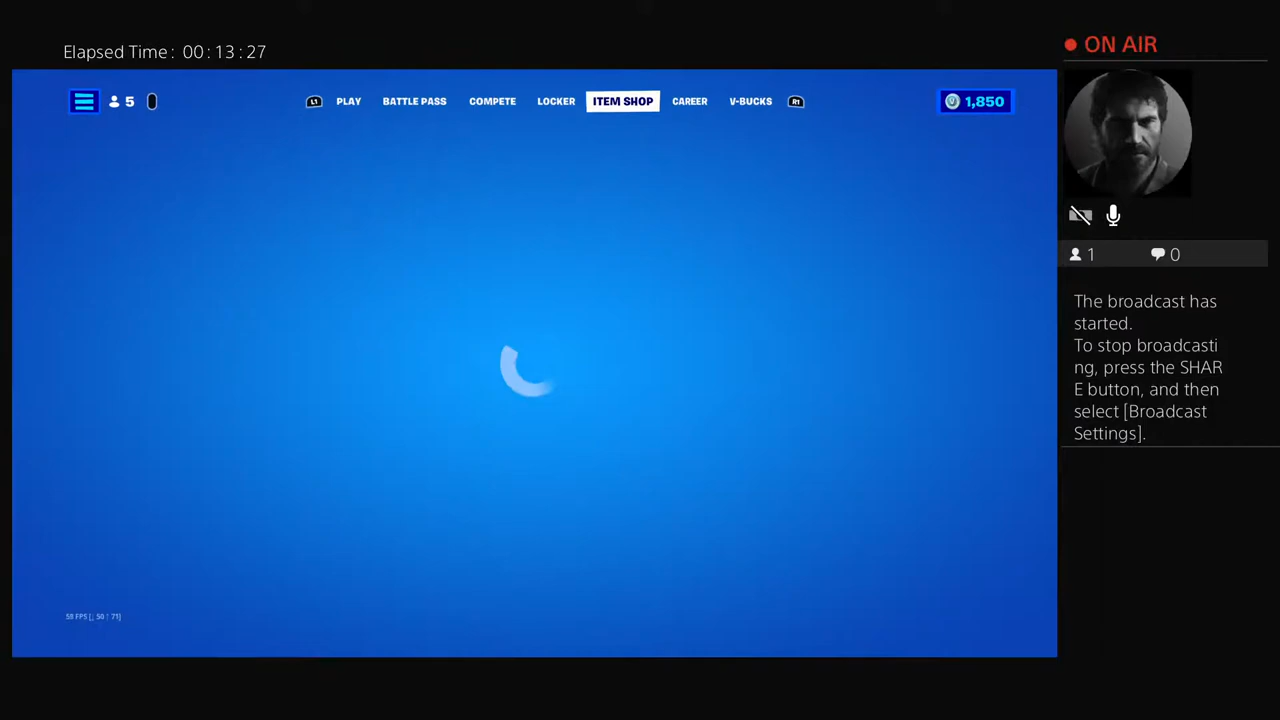 Elapsed Time: 00:13:27
ON AIR
5
L1 PLAY BATTLE PASS COMPETE LOCKER ITEM SHOP CAREER V-BUCKS R1
1,850
1 0
The broadcast has
started.
To stop broadcasti
ng, press the SHAR
E button, and then
select [Broadcast
Settings].